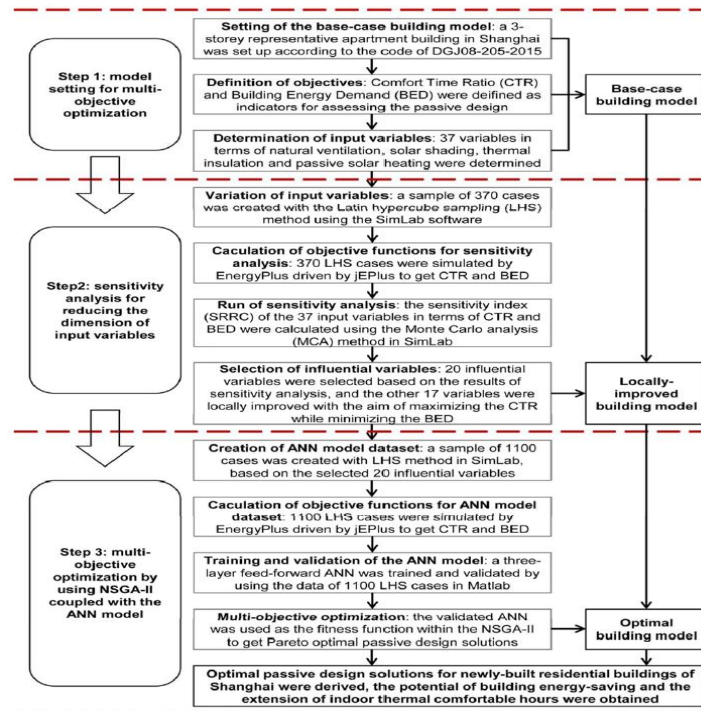 Setting of the base-case building model: a 3-
storey representative apartment building in Shanghai
was set up according to the code of DGJ08-205-2015
Step 1: model
setting for multi-
objective
optimization
Definition of objectives: Comfort Time Ratio (CTR)
and Building Energy Demand (BED) were deifined as
indicators for assessing the passive design
Base-case
building model
Determination of input variables: 37 variables in
terms of natural ventilation, solar shading, thermal
insulation and passive solar heating were determined
Variation of input variables: a sample of 370 cases
was created with the Latin hypercube sampling (LHS)
method using the SimLab software
Step2: sensitivity
analysis for
reducing the
dimension of
input variables
Caculation of objective functions for sensitivity
analysis: 370 LHS cases were simulated by
EnergyPlus driven by jEPlus to get CTR and BED
Run of sensitivity analysis: the sensitivity index
(SRRC) of the 37 input variables in terms of CTR and
BED were calculated using the Monte Carlo analysis
(MCA) method in SimLab
Selection of influential variables: 20 influential
variables were selected based on the results of
sensitivity analysis, and the other 17 variables were
locally improved with the aim of maximizing the CTR
while minimizing the BED
Locally-
improved
building model
Creation of ANN model dataset: a sample of 1100
cases was created with LHS method in SimLab,
based on the selected 20 influential variables
Step 3: multi-
objective
optimization by
using NSGA-II
coupled with the
ANN model
Caculation of objective functions for ANN model
dataset: 1100 LHS cases were simulated by
EnergyPlus driven by jEPlus to get CTR and BED
Training and validation of the ANN model: a three-
layer feed-forward ANN was trained and validated by
using the data of 1100 LHS cases in Matlab
Multi-objective optimization: the validated ANN
was used as the fitness function within the NSGA-II
to get Pareto optimal passive design solutions
Optimal
building model
Optimal passive design solutions for newly-built residential buildings of
Shanghai were derived, the potential of building energy-saving and the
extension of indoor thermal comfortable hours were obtained